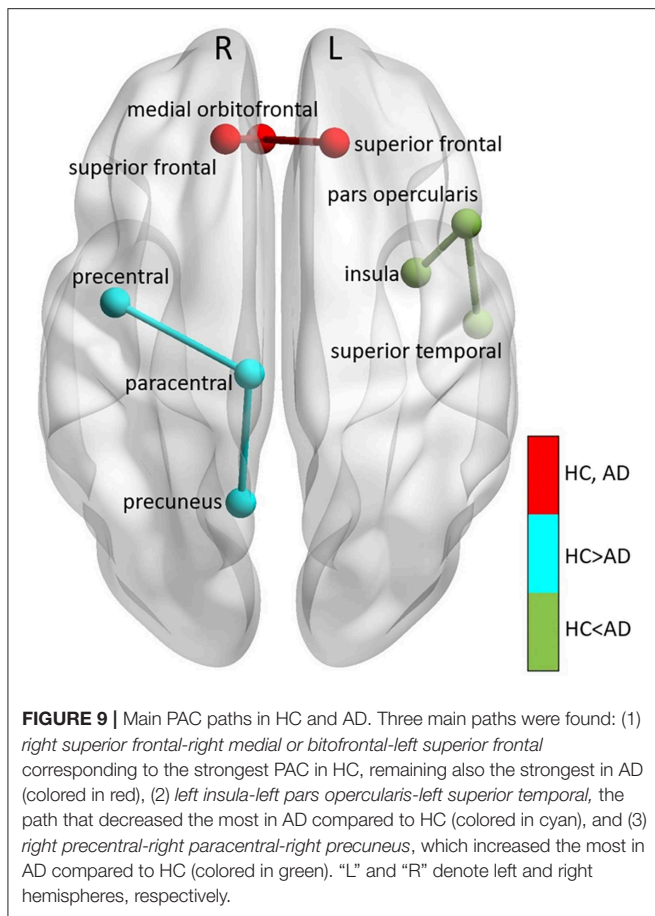 R
L
medial orbitofrontal
superior frontal
superior frontal
pars opercularis
precentral
insula
superior temporal
paracentral
precuneus
HC, AD
HC>AD
HC<AD
FIGURE 9 | Main PAC paths in HC and AD. Three main paths were found: (1)
right superior frontal-right medial or bitofrontal-left superior frontal
corresponding to the strongest PAC in HC, remaining also the strongest in AD
(colored in red), (2) left insula-left pars opercularis-left superior temporal, the
path that decreased the most in AD compared to HC (colored in cyan), and (3)
right precentral-right paracentral-right precuneus, which increased the most in
AD compared to HC (colored in green). “L” and “R” denote left and right
hemispheres, respectively.